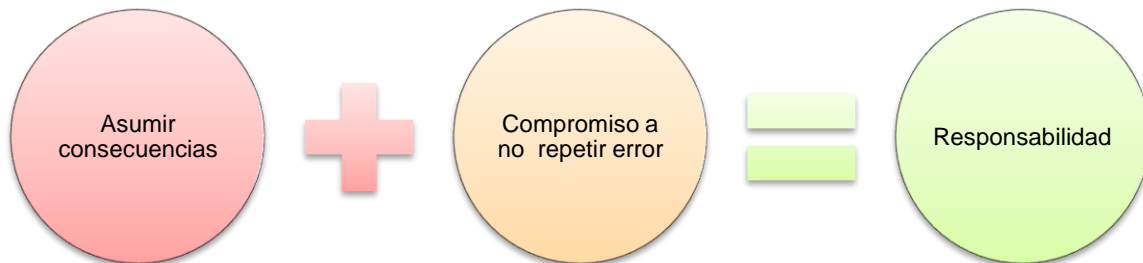 Asumir
consecuencias
Compromiso a
no repetir error
Responsabilidad